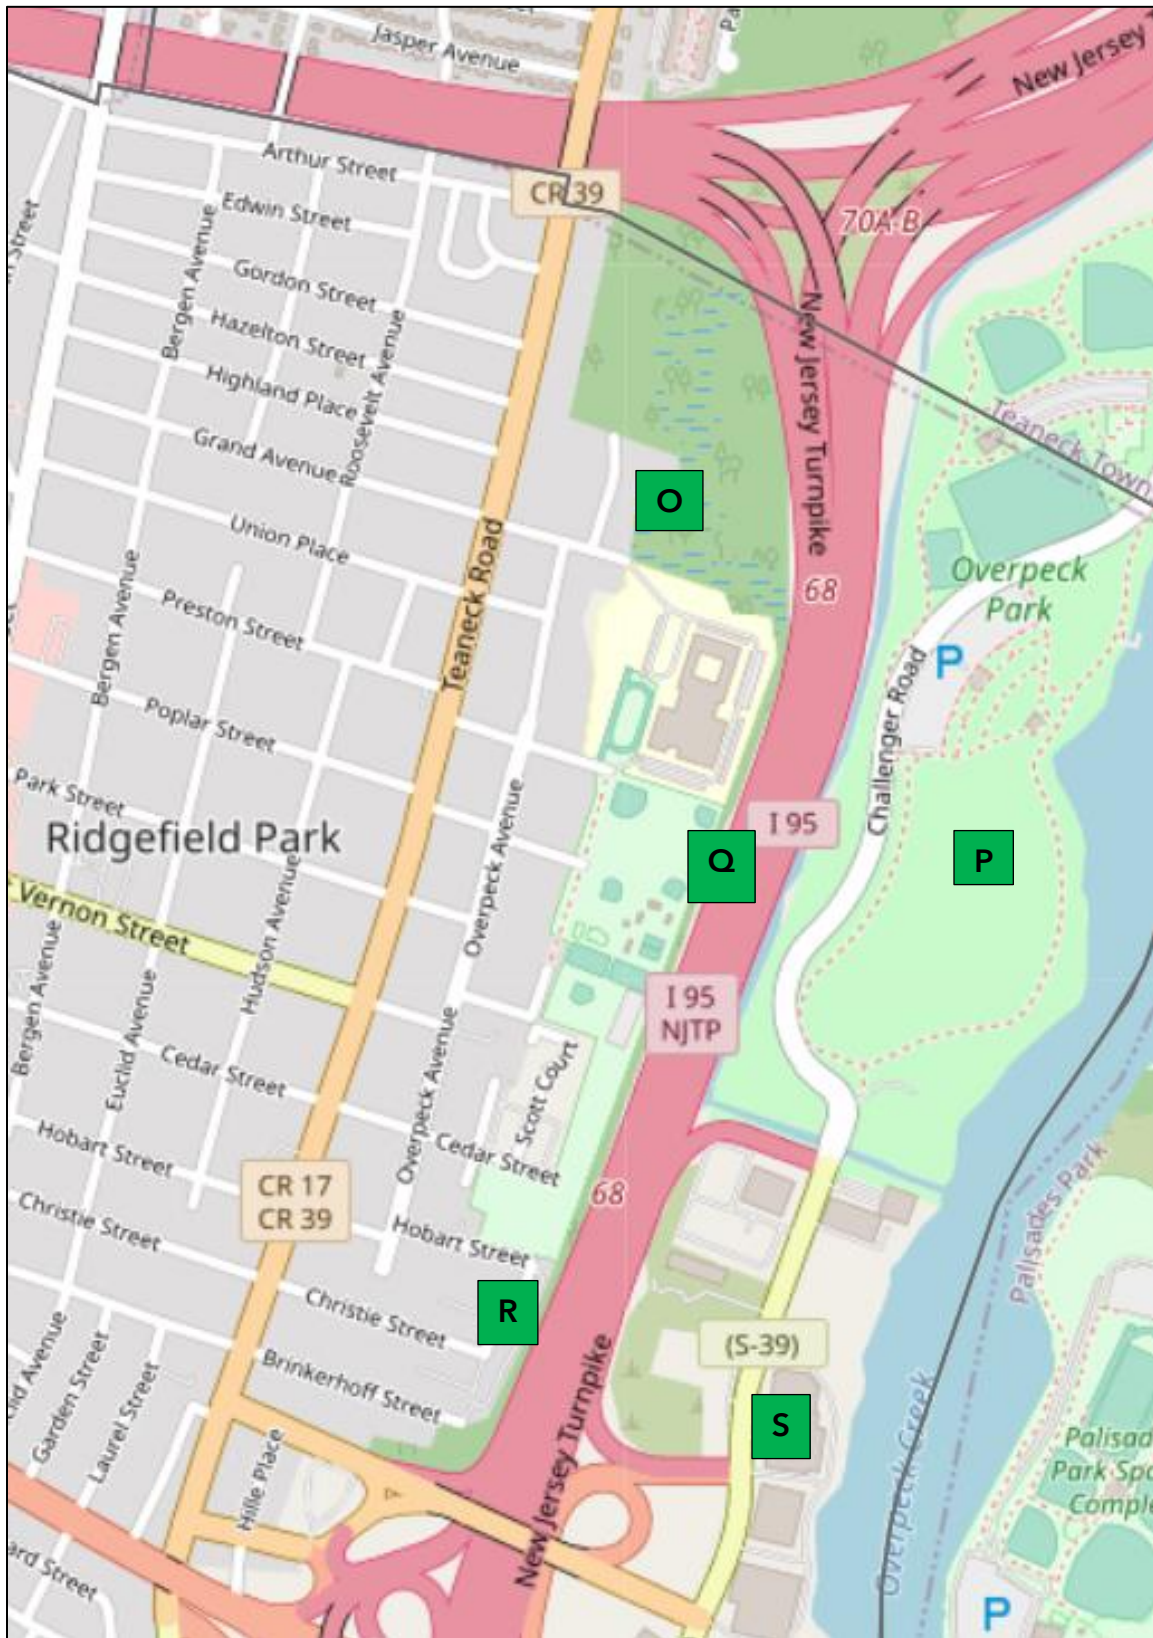 Jasper Avenue
New Jersey
Arthur Street
CR 39
Edwin Street
70A-B
Bergen Avenue
Gordon Street
New Jersey Turnpike
Hazelton Street
Roosevelt Avenue
Highland Place
Teaneck Town
Grand Avenue
O
Union Place
Teaneck Road
Overpeck
Park
68
Preston Street
Bergen Avenue
P
Poplar Street
Challenger Road
Park Street
Ridgefield Park
I 95
Overpeck Avenue
Q
P
Vernon Street
Hudson Avenue
Bergen Avenue
Euclid Avenue
I 95
NJTP
Cedar Street
Overpeck Avenue
Scott Court
Cedar Street
Hobart Street
CR 17
CR 39
68
Palisades Park
Christie Street
Hobart Street
R
Christie Street
(S-39)
Brinkerhoff Street
New Jersey Turnpike
S
Garden Street
Laurel Street
Hille Place
Overpeck Creek
Palisad
Park Spo
Comple
P
ard Street